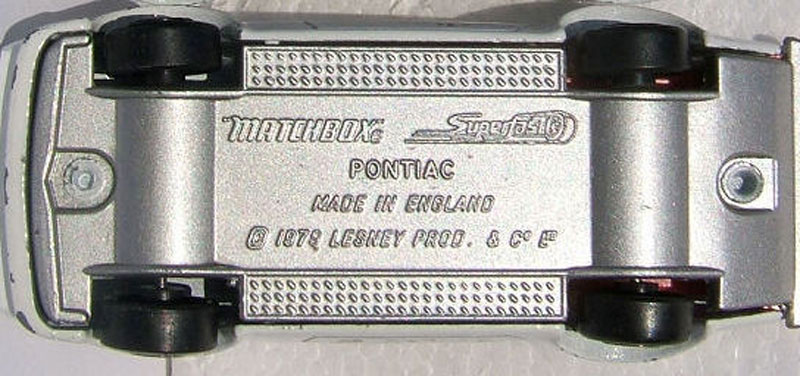 "MATCHBOX" Superfast
PONTIAC
MADE IN ENGLAND
© 1979 LESNEY PROD. & Cº Lᵀᴰ